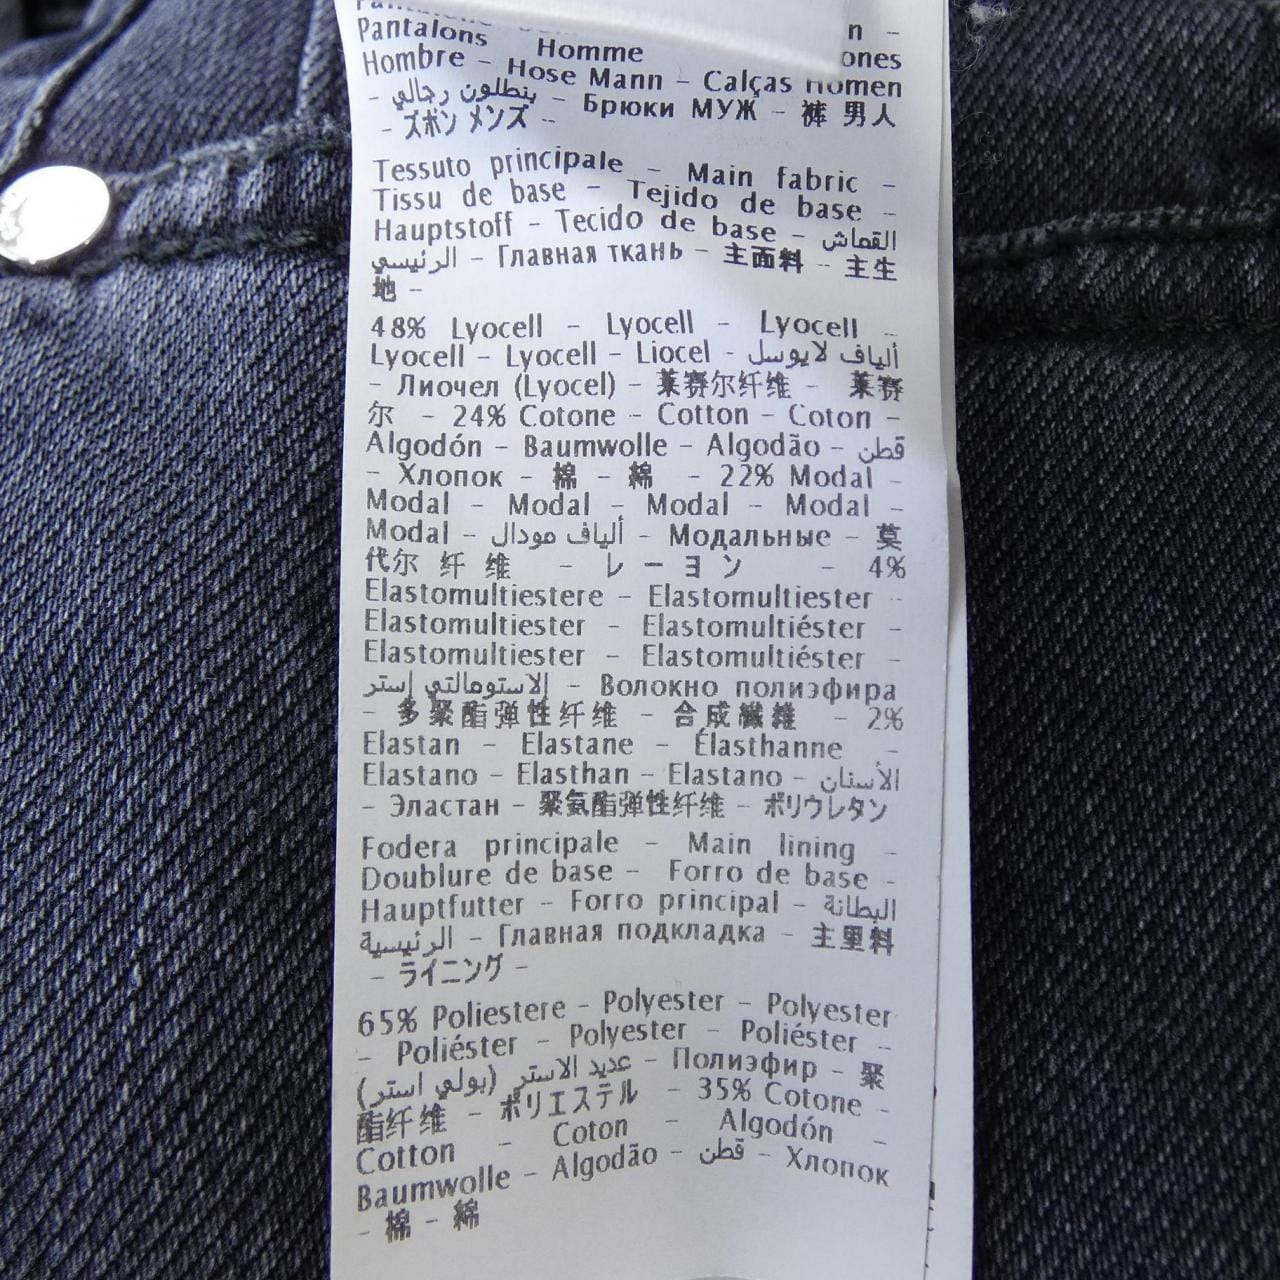 Pantalons Homme ones
Hombre - Hose Mann - Calças Homen
- بنطلون رجالي - Брюки МУЖ - 裤 男人
- ズボン メンズ -
Tessuto principale - Main fabric -
Tissu de base - Tejido de base -
Hauptstoff - Tecido de base - القماش
الرئيسي - Главная ткань - 主面料 - 主生
地 -
48% Lyocell - Lyocell - Lyocell -
Lyocell - Lyocell - Liocel - ألياف لايوسل
- Лиочел (Lyocel) - 莱赛尔纤维 - 莱赛
尔 - 24% Cotone - Cotton - Coton -
Algodón - Baumwolle - Algodão - قطن
- Хлопок - 棉 - 綿 - 22% Modal -
Modal - Modal - Modal - Modal -
Modal - ألياف مودال - Модальные - 莫
代尔 纤 维 - レーヨン - 4%
Elastomultiestere - Elastomultiester -
Elastomultiester - Elastomultiéster -
Elastomultiester - Elastomultiéster -
الاستومالتي إستر - Волокно полиэфира
- 多聚酯弹性纤维 - 合成繊維 - 2%
Elastan - Elastane - Élasthanne -
Elastano - Elasthan - Elastano - الأستان
- Эластан - 聚氨酯弹性纤维 - ポリウレタン
Fodera principale - Main lining -
Doublure de base - Forro de base -
Hauptfutter - Forro principal - البطانة
الرئيسية - Главная подкладка - 主里料
- ライニング -
65% Poliestere - Polyester - Polyester
- Poliéster - Polyester - Poliéster -
عديد الاستر (بولي استر) - Полиэфир - 聚
酯纤维 - ポリエステル - 35% Cotone -
Cotton - Coton - Algodón -
Baumwolle - Algodão - قطن - Хлопок
- 棉 - 綿